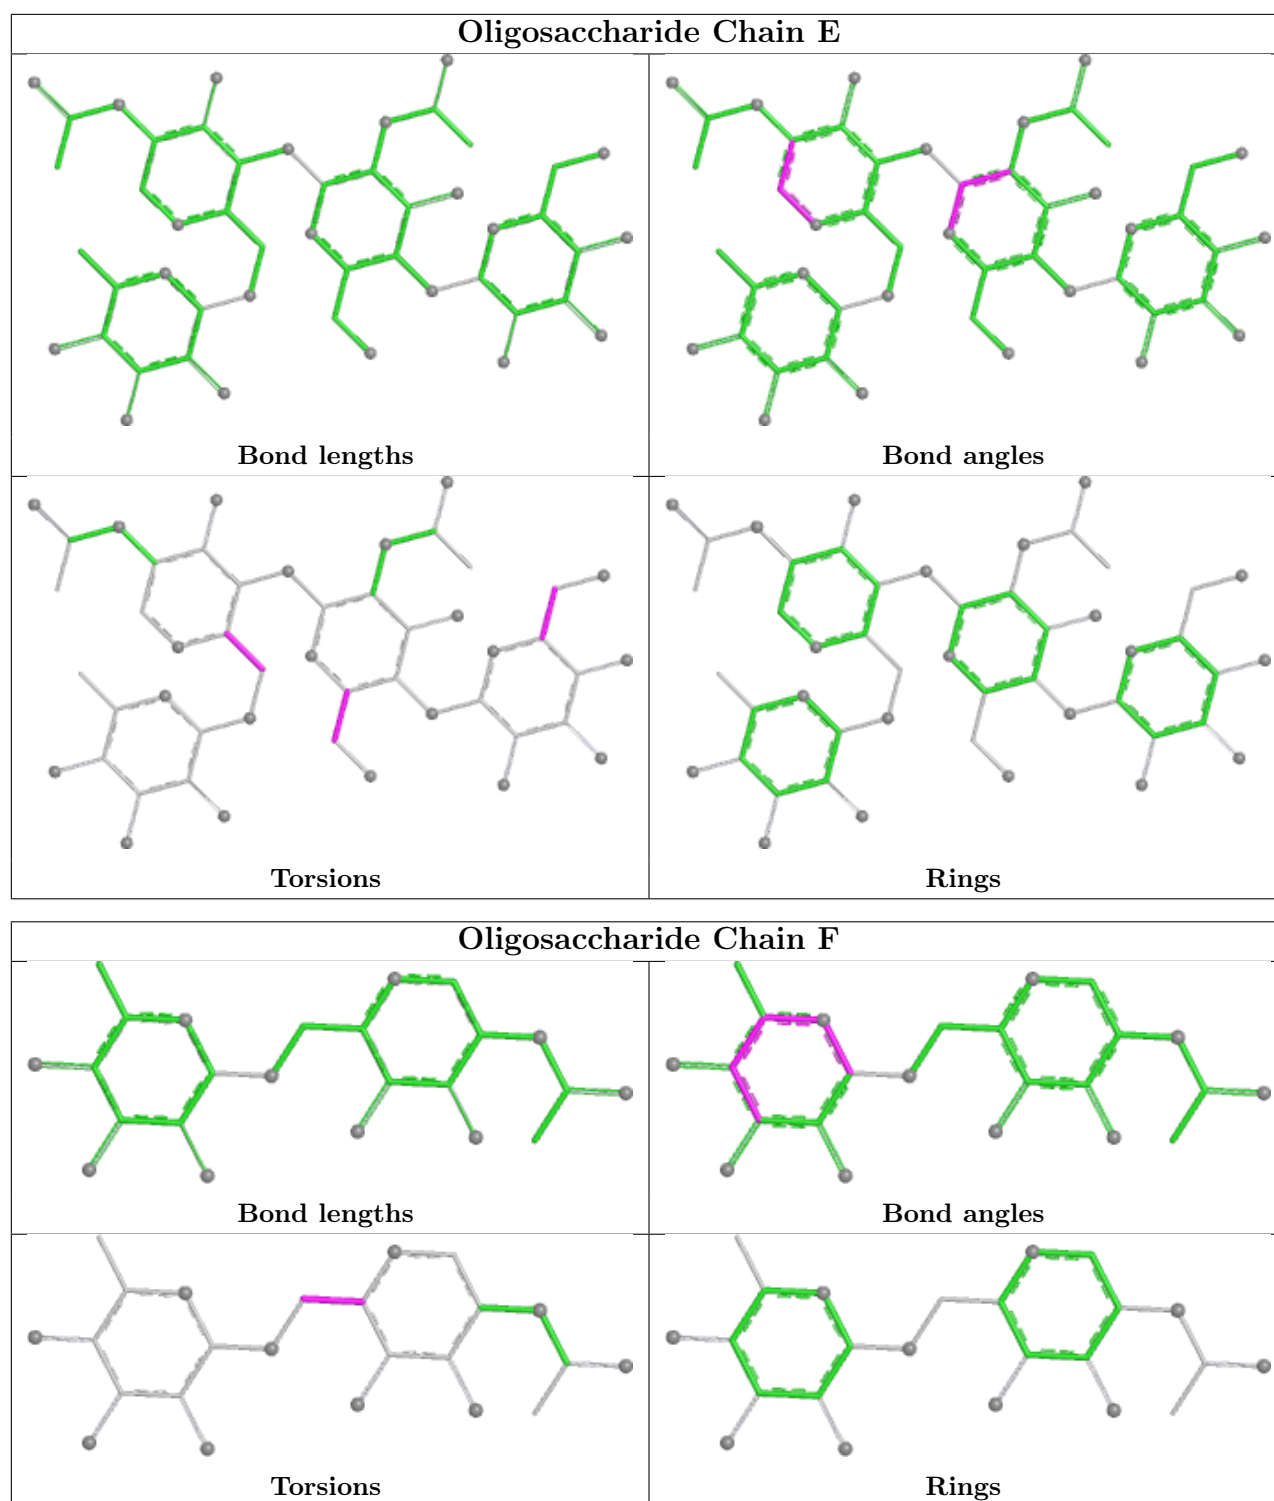 Oligosaccharide Chain E
Bond lengths
Bond angles
Torsions
Rings
Oligosaccharide Chain F
Bond lengths
Bond angles
Torsions
Rings